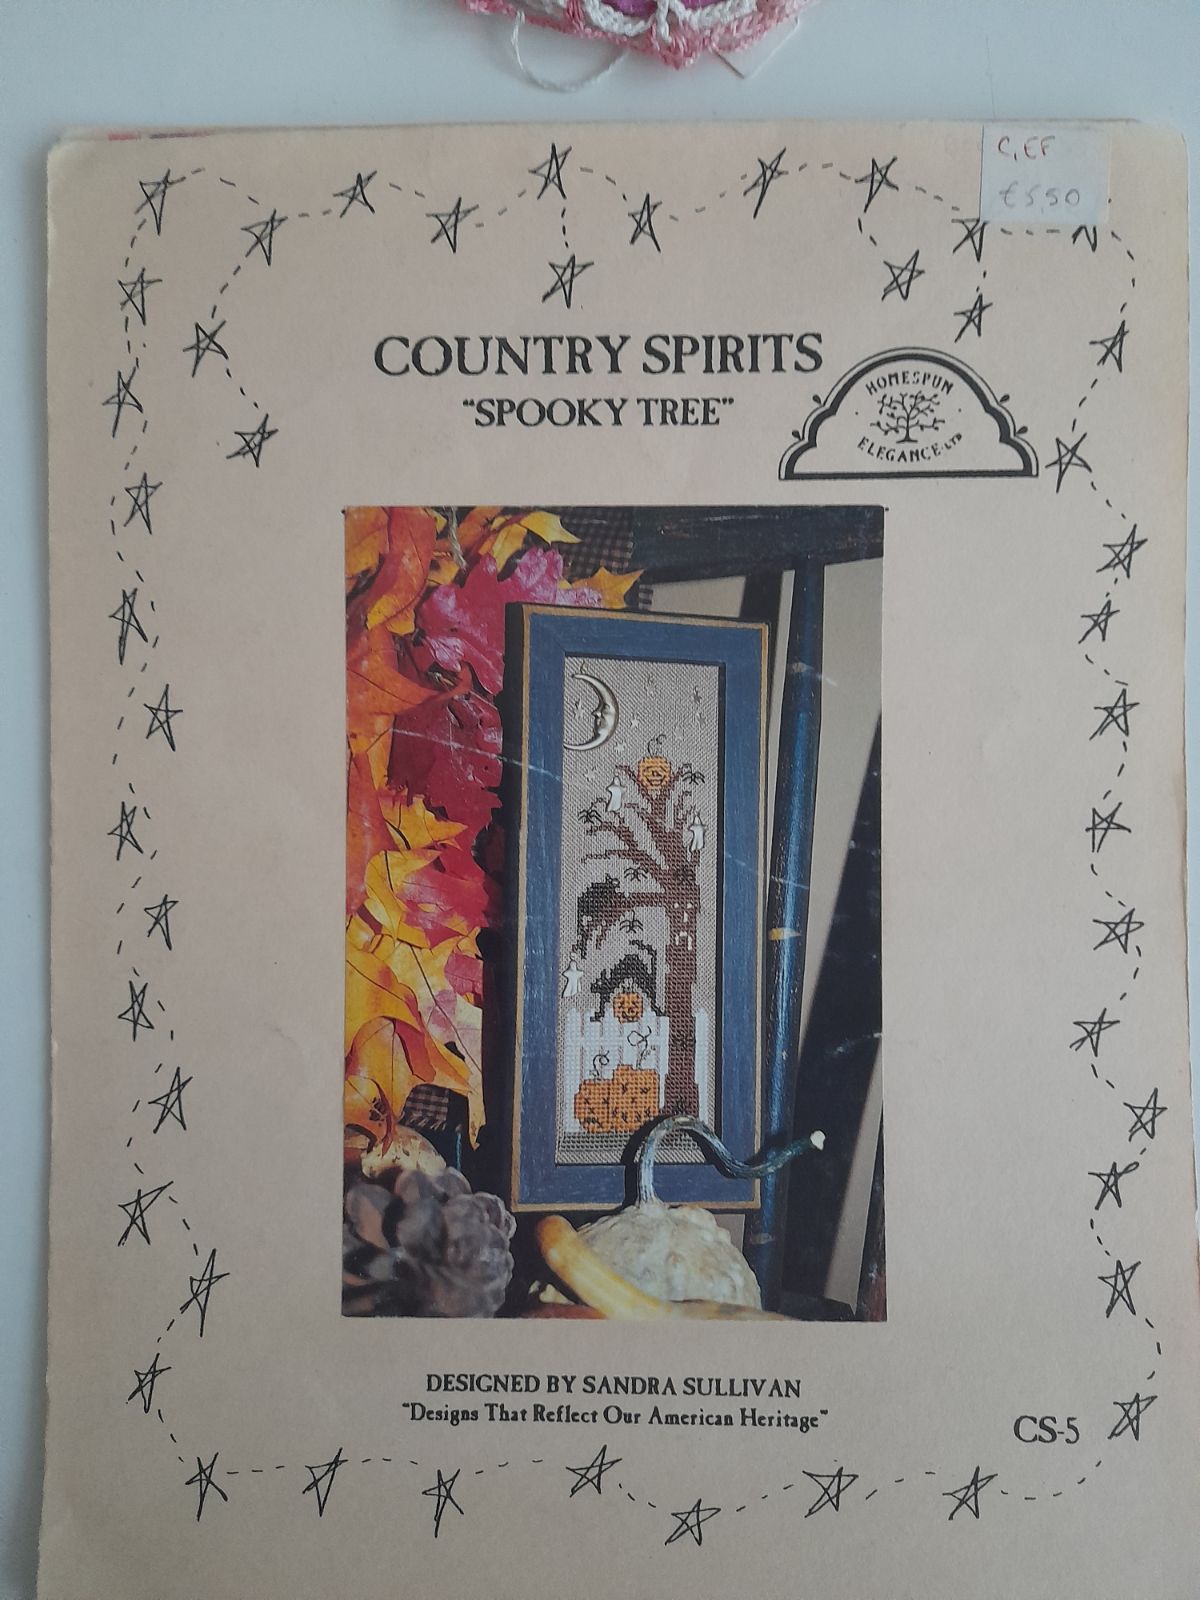 C, EF
€5,50
COUNTRY SPIRITS
"SPOOKY TREE"
HOMESPUN
ELEGANCE·LTD
DESIGNED BY SANDRA SULLIVAN
"Designs That Reflect Our American Heritage"
CS-5